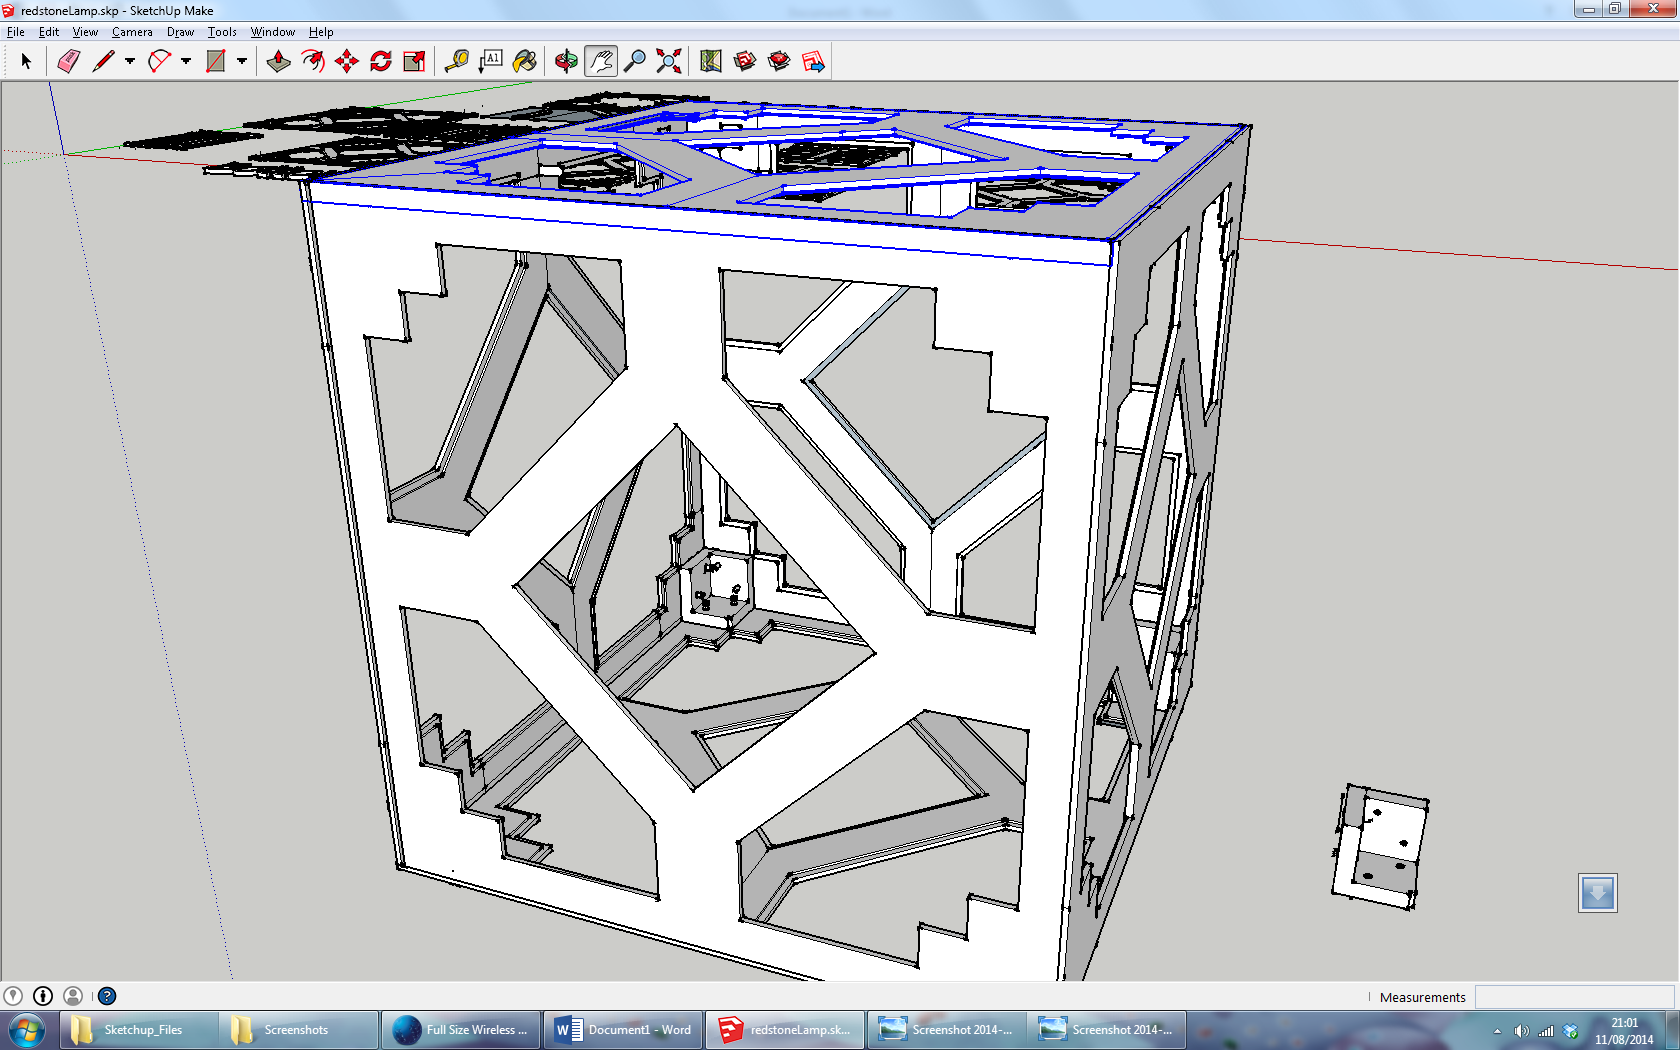 redstoneLamp.skp - SketchUp Make
File Edit View Camera Draw Tools Window Help
A1
Measurements
Sketchup_Files
Screenshots
Full Size Wireless ...
Document1 - Word
redstoneLamp.sk...
Screenshot 2014-...
Screenshot 2014-...
21:01
11/08/2014